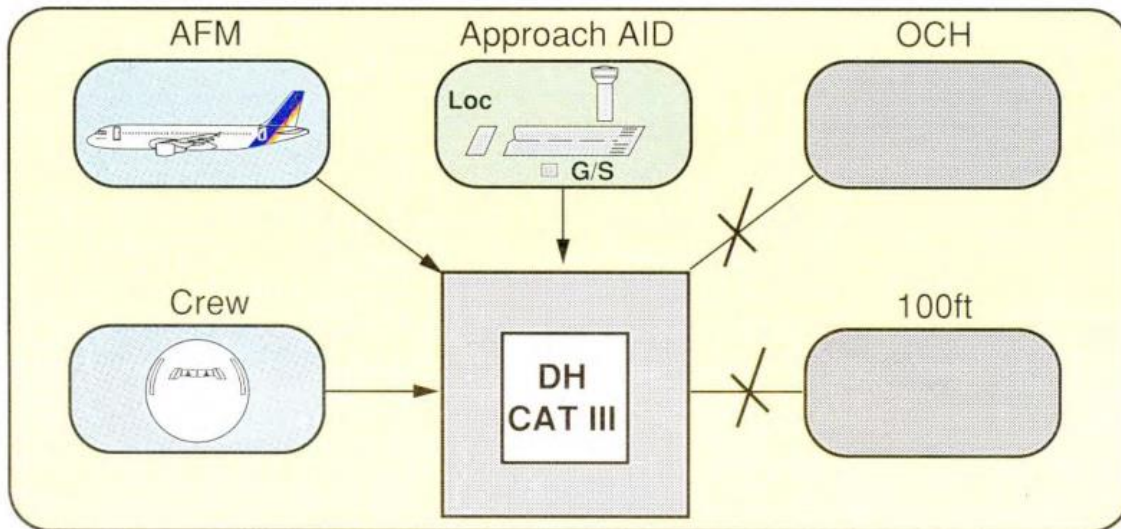 AFM
Approach AID
OCH
Loc
G/S
Crew
100ft
DH
CAT III